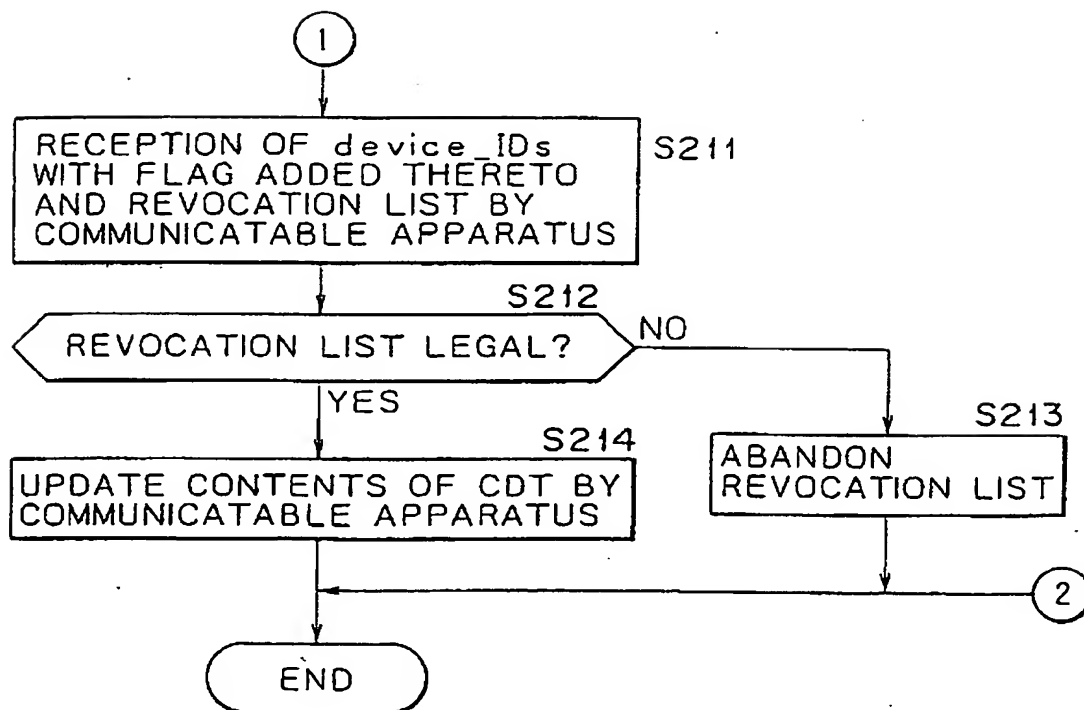 1
RECEPTION OF device_IDs
WITH FLAG ADDED THERETO
AND REVOCATION LIST BY
COMMUNICATABLE APPARATUS
S211
S212
REVOCATION LIST LEGAL?
NO
YES
S214
UPDATE CONTENTS OF CDT BY
COMMUNICATABLE APPARATUS
S213
ABANDON
REVOCATION LIST
2
END